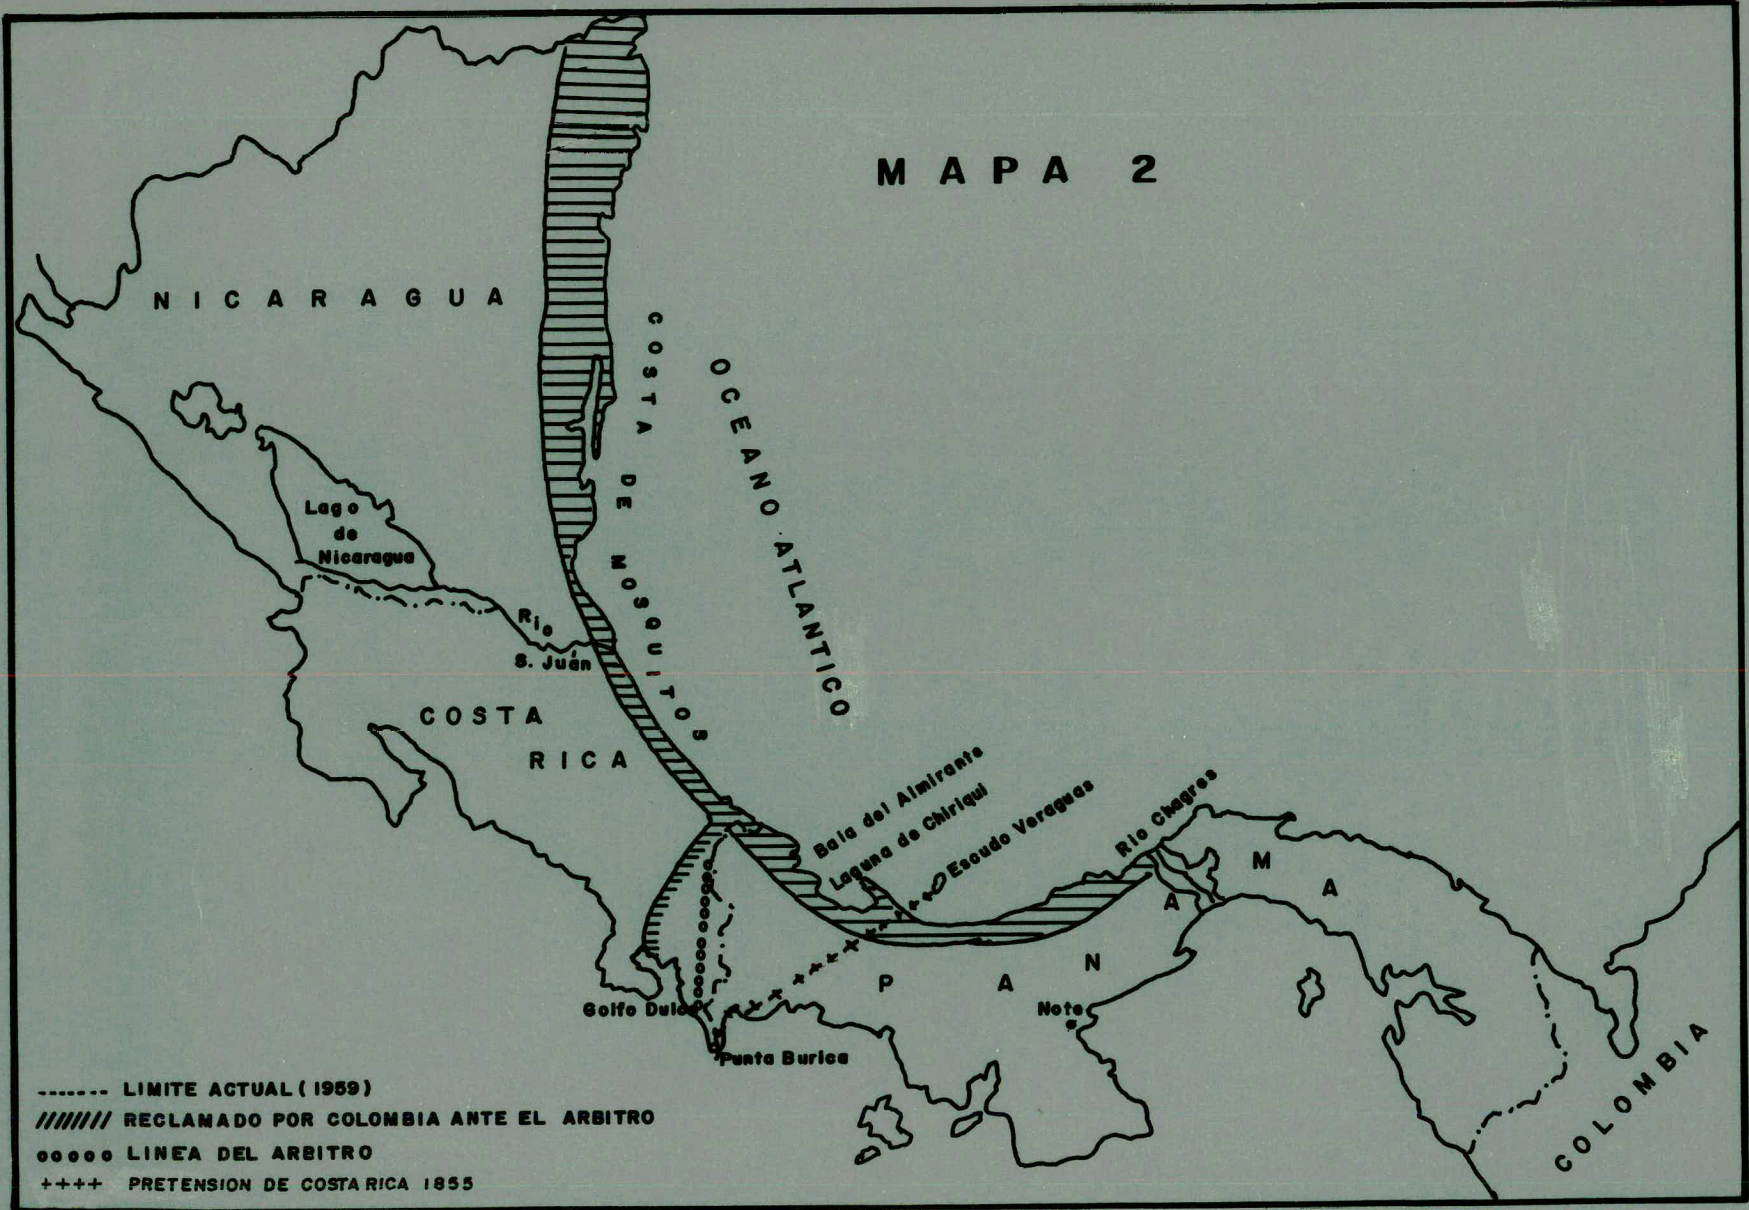 MAPA 2
NICARAGUA
COSTA DE MOSQUITOS
OCEANO ATLANTICO
Lago
de
Nicaragua
Rio
S. Juán
COSTA
RICA
Baia del Almirante
Laguna de Chiriqui
Escudo Veraguas
Rio Chagres
PANAMA
Golfo Dulce
Punta Burica
Nota
COLOMBIA
------- LIMITE ACTUAL (1959)
//////// RECLAMADO POR COLOMBIA ANTE EL ARBITRO
ooooo LINEA DEL ARBITRO
++++ PRETENSION DE COSTA RICA 1855